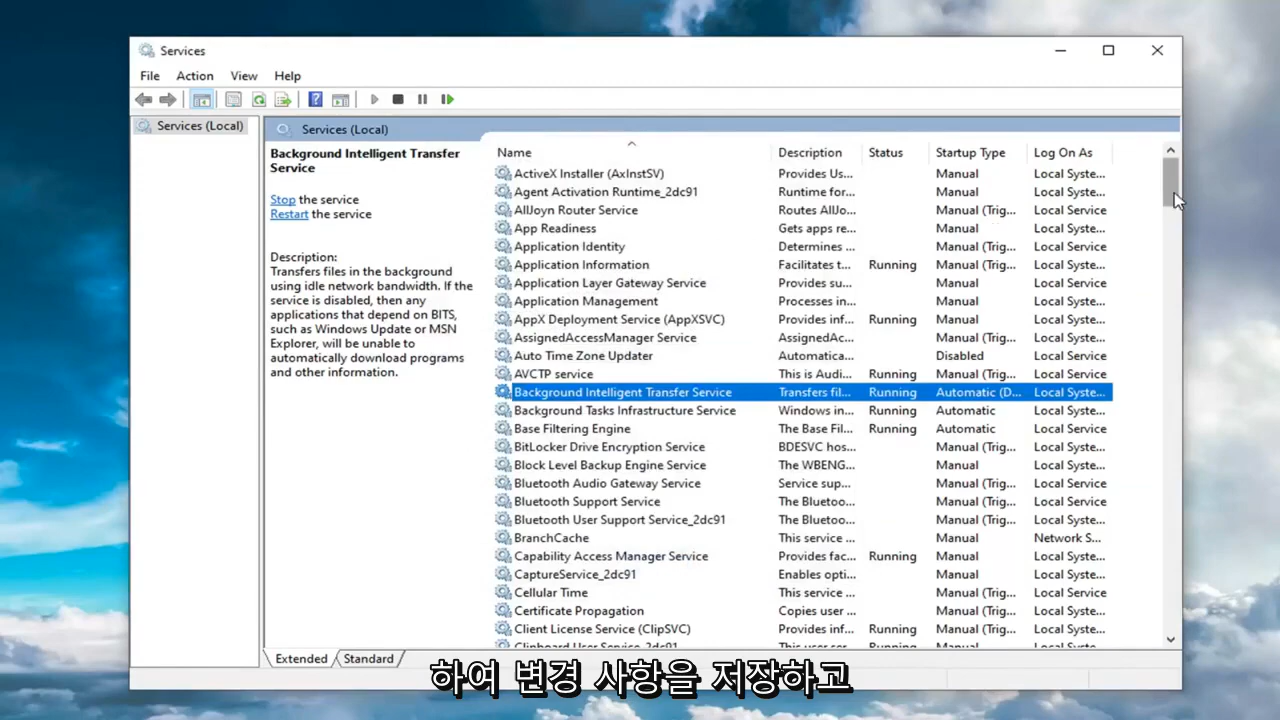 Services
File Action View Help
Services (Local)
Services (Local)
Background Intelligent Transfer
Service
Stop the service
Restart the service
Description:
Transfers files in the background
using idle network bandwidth. If the
service is disabled, then any
applications that depend on BITS,
such as Windows Update or MSN
Explorer, will be unable to
automatically download programs
and other information.
Name Description Status Startup Type Log On As
ActiveX Installer (AxInstSV) Provides Us... Manual Local Syste...
Agent Activation Runtime_2dc91 Runtime for... Manual Local Syste...
AllJoyn Router Service Routes AllJo... Manual (Trig... Local Service
App Readiness Gets apps re... Manual Local Syste...
Application Identity Determines ... Manual (Trig... Local Service
Application Information Facilitates t... Running Manual (Trig... Local Syste...
Application Layer Gateway Service Provides su... Manual Local Service
Application Management Processes in... Manual Local Syste...
AppX Deployment Service (AppXSVC) Provides inf... Running Manual (Trig... Local Syste...
AssignedAccessManager Service AssignedAc... Manual (Trig... Local Syste...
Auto Time Zone Updater Automatica... Disabled Local Service
AVCTP service This is Audi... Running Manual (Trig... Local Service
Background Intelligent Transfer Service Transfers fil... Running Automatic (D... Local Syste...
Background Tasks Infrastructure Service Windows in... Running Automatic Local Syste...
Base Filtering Engine The Base Fil... Running Automatic Local Service
BitLocker Drive Encryption Service BDESVC hos... Manual (Trig... Local Syste...
Block Level Backup Engine Service The WBENG... Manual Local Syste...
Bluetooth Audio Gateway Service Service sup... Manual (Trig... Local Service
Bluetooth Support Service The Bluetoo... Manual (Trig... Local Service
Bluetooth User Support Service_2dc91 The Bluetoo... Manual (Trig... Local Syste...
BranchCache This service ... Manual Network S...
Capability Access Manager Service Provides fac... Running Manual Local Syste...
CaptureService_2dc91 Enables opti... Manual Local Syste...
Cellular Time This service ... Manual (Trig... Local Service
Certificate Propagation Copies user ... Manual (Trig... Local Syste...
Client License Service (ClipSVC) Provides inf... Running Manual (Trig... Local Syste...
Clipboard User Service_2dc91 This user ser... Running Manual Local Syste...
Extended Standard
하여 변경 사항을 저장하고